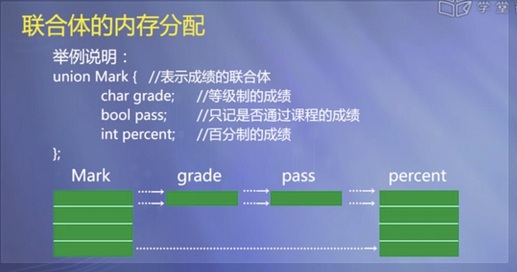 学堂
联合体的内存分配
举例说明：
union Mark { //表示成绩的联合体
char grade; //等级制的成绩
bool pass; //只记是否通过课程的成绩
int percent; //百分制的成绩
};
Mark grade pass percent